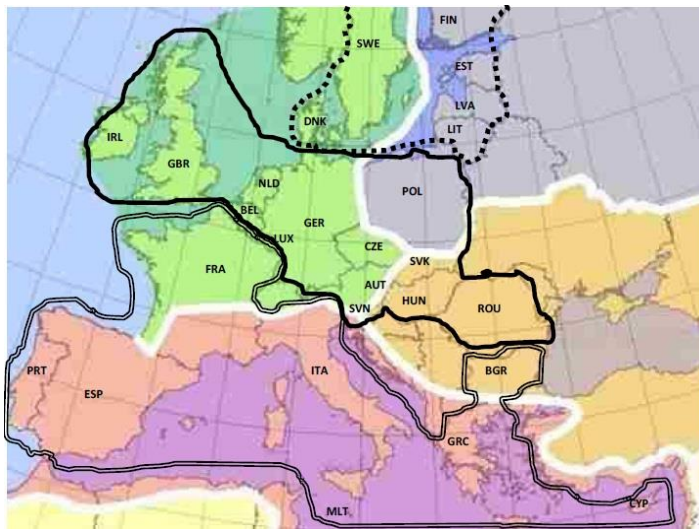 FIN
SWE
EST
DNK
LVA
LIT
IRL
GBR
NLD
POL
BEL
GER
LUX
CZE
FRA
SVK
AUT
HUN
SVN
ROU
PRT
ESP
ITA
BGR
GRC
MLT
CYP